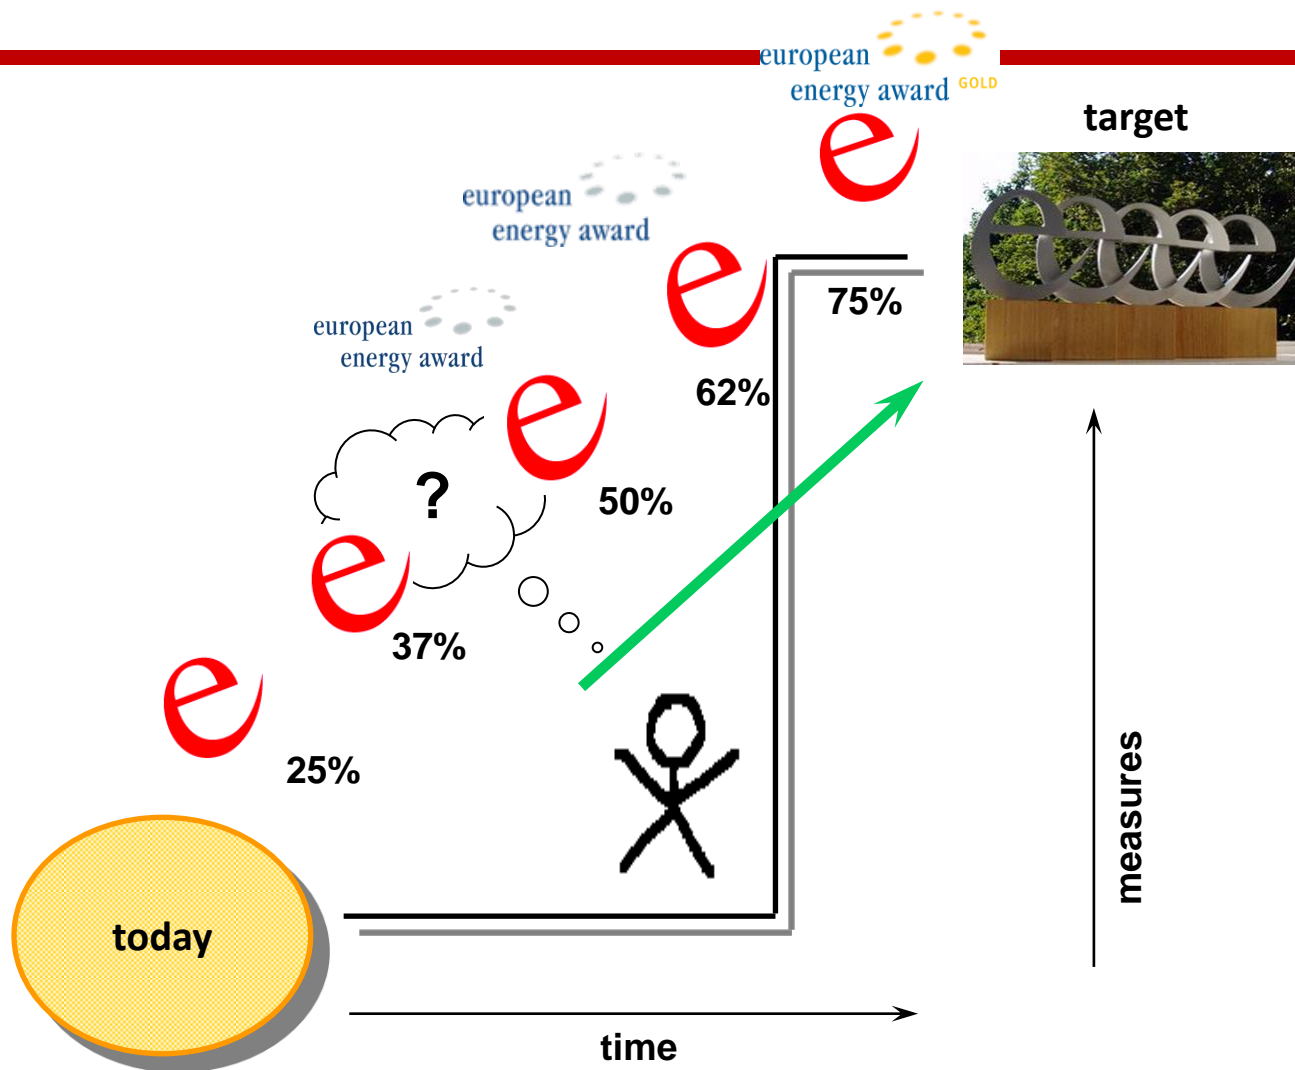 european
energy award GOLD
target
european
energy award
75%
european
energy award
62%
?
50%
37%
25%
measures
today
time